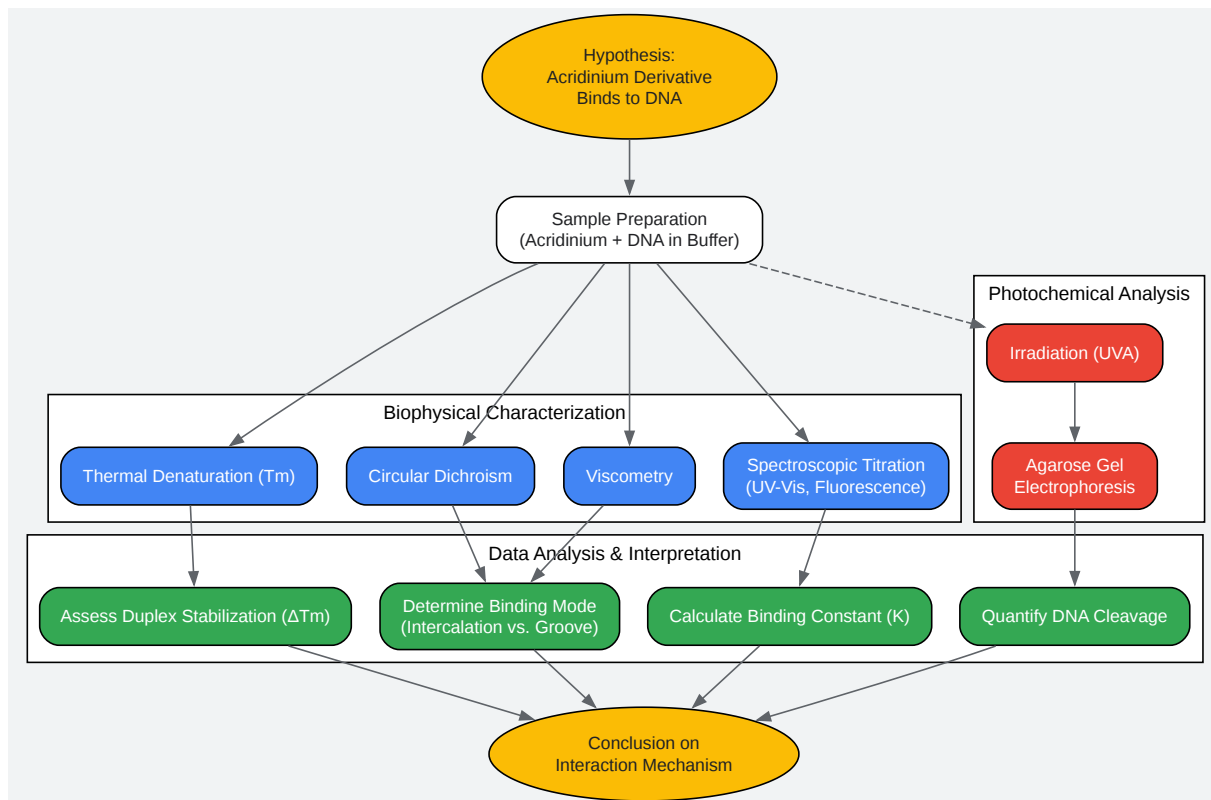 Hypothesis:
Acridinium Derivative
Binds to DNA
Sample Preparation
(Acridinium + DNA in Buffer)
Photochemical Analysis
Irradiation (UVA)
Biophysical Characterization
Thermal Denaturation (Tm)
Circular Dichroism
Viscometry
Spectroscopic Titration
(UV-Vis, Fluorescence)
Agarose Gel
Electrophoresis
Data Analysis & Interpretation
Assess Duplex Stabilization (ΔTm)
Determine Binding Mode
(Intercalation vs. Groove)
Calculate Binding Constant (K)
Quantify DNA Cleavage
Conclusion on
Interaction Mechanism